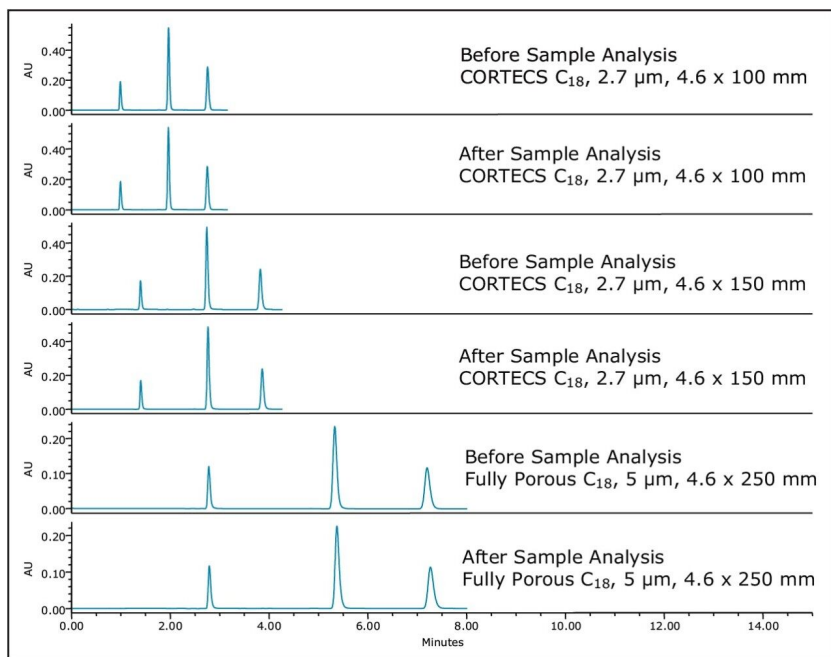 0.40
0.20
0.00
AU
Before Sample Analysis
CORTECS C₁₈, 2.7 µm, 4.6 x 100 mm
0.40
0.20
0.00
AU
After Sample Analysis
CORTECS C₁₈, 2.7 µm, 4.6 x 100 mm
0.40
0.20
0.00
AU
Before Sample Analysis
CORTECS C₁₈, 2.7 µm, 4.6 x 150 mm
0.40
0.20
0.00
AU
After Sample Analysis
CORTECS C₁₈, 2.7 µm, 4.6 x 150 mm
0.20
0.10
0.00
AU
Before Sample Analysis
Fully Porous C₁₈, 5 µm, 4.6 x 250 mm
0.20
0.10
0.00
AU
After Sample Analysis
Fully Porous C₁₈, 5 µm, 4.6 x 250 mm
0.00 2.00 4.00 6.00 8.00 10.00 12.00 14.00
Minutes